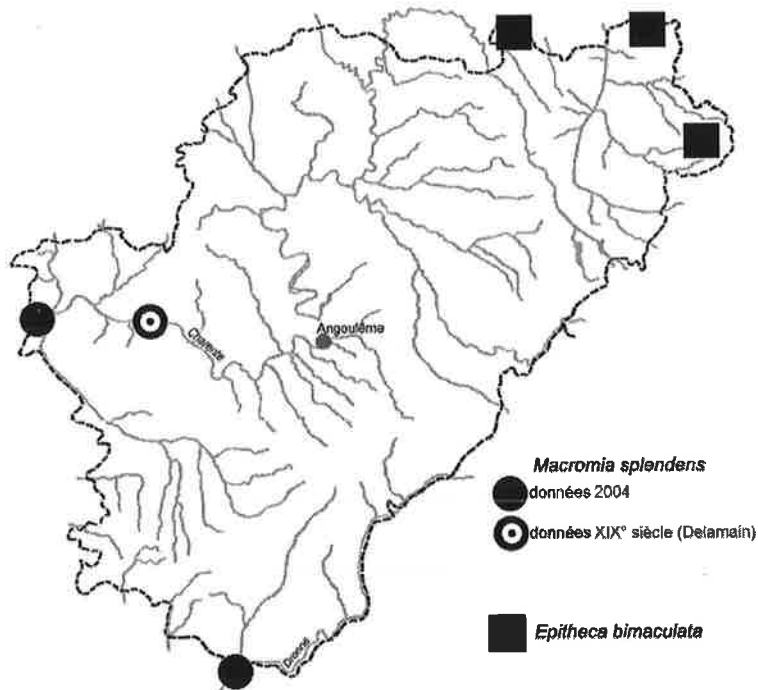 Angoulême
Charente
Macromia splendens
données 2004
données XIX° siècle (Delamain)
Epitheca bimaculata
Dronne